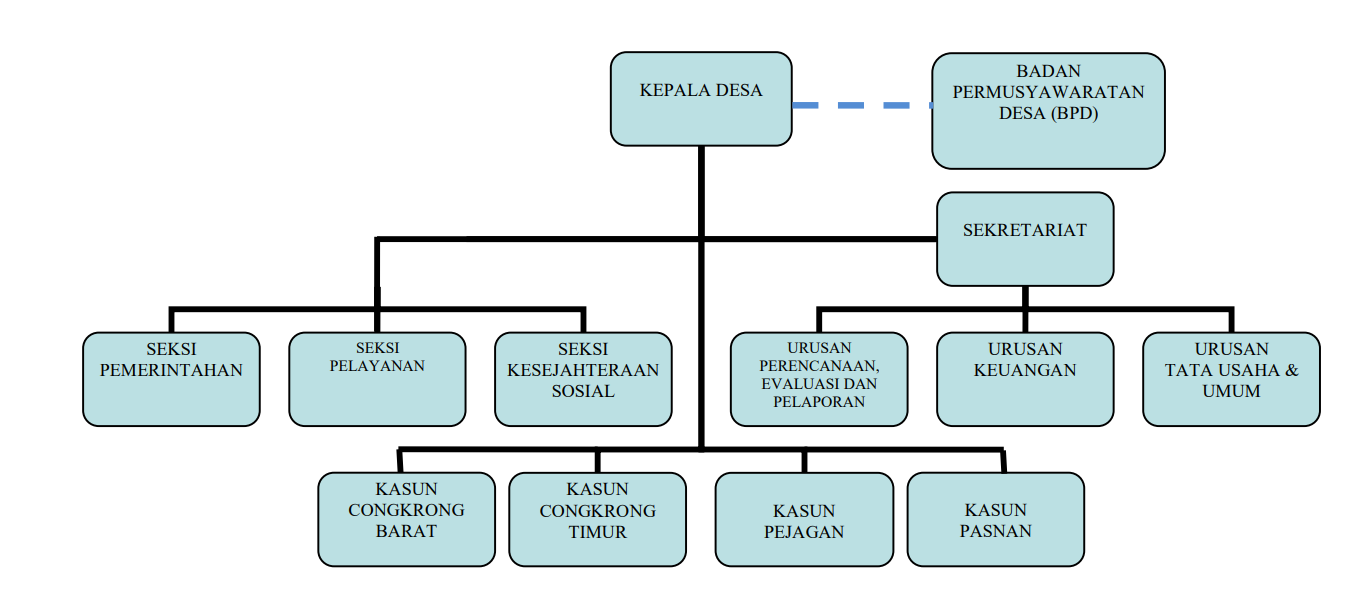 KEPALA DESA
BADAN
PERMUSYAWARATAN
DESA (BPD)
SEKRETARIAT
SEKSI
PEMERINTAHAN
SEKSI
PELAYANAN
SEKSI
KESEJAHTERAAN
SOSIAL
URUSAN
PERENCANAAN,
EVALUASI DAN
PELAPORAN
URUSAN
KEUANGAN
URUSAN
TATA USAHA &
UMUM
KASUN
CONGKRONG
BARAT
KASUN
CONGKRONG
TIMUR
KASUN
PEJAGAN
KASUN
PASNAN